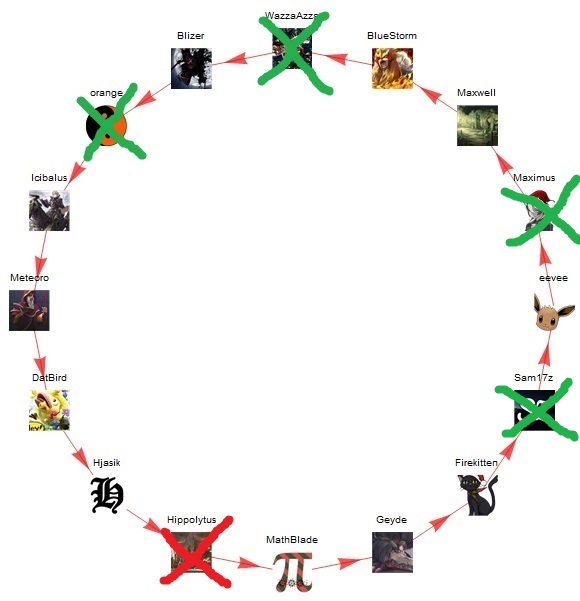 WazzaAzza
Blizer
BlueStorm
orange
Maxwell
Icibalus
Maximus
Meteoro
eevee
DatBird
Sam17z
Hjasik
Firekitten
Hippolytus
Geyde
MathBlade